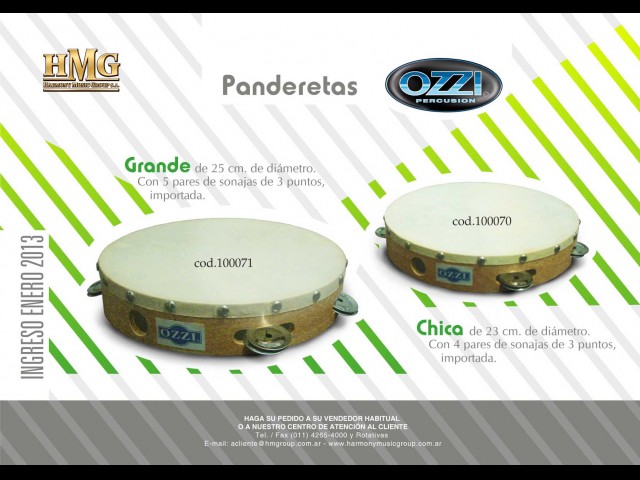 HMG
HARMONY MUSIC GROUP S.A.
Panderetas
OZZI
PERCUSION
Grande de 25 cm. de diámetro.
Con 5 pares de sonajas de 3 puntos,
importada.
cod.100070
cod.100071
OZZI
OZZI
Chica de 23 cm. de diámetro.
Con 4 pares de sonajas de 3 puntos,
importada.
INGRESO ENERO 2013
HAGA SU PEDIDO A SU VENDEDOR HABITUAL
O A NUESTRO CENTRO DE ATENCIÓN AL CLIENTE
Tel. / Fax (011) 4265-4000 y Rotativas
E-mail: acliente@hmgroup.com.ar - www.harmonymusicgroup.com.ar